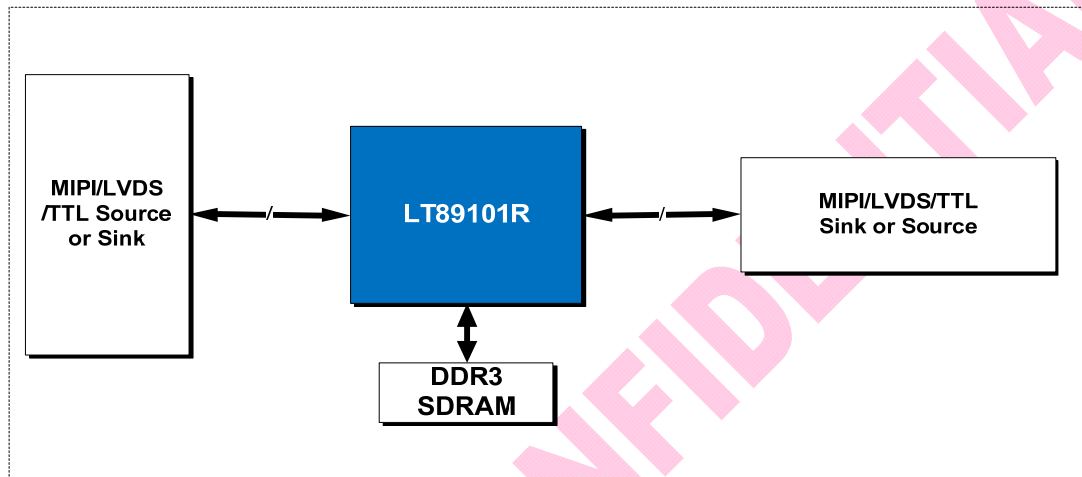 MIPI/LVDS
/TTL Source
or Sink
/
LT89101R
/
MIPI/LVDS/TTL
Sink or Source
DDR3
SDRAM
NFIDENTIA